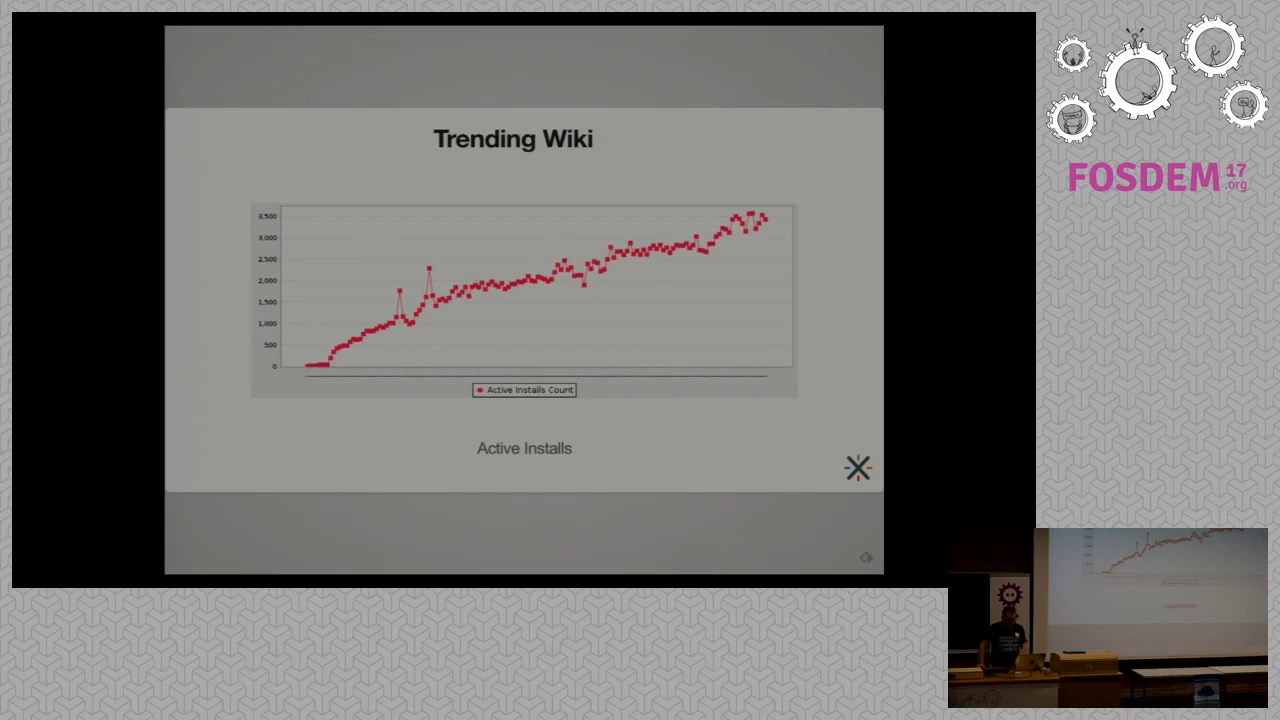 Trending Wiki
3,500
3,000
2,500
2,000
1,500
1,000
500
0
Active Installs Count
Active Installs
FOSDEM 17
.org